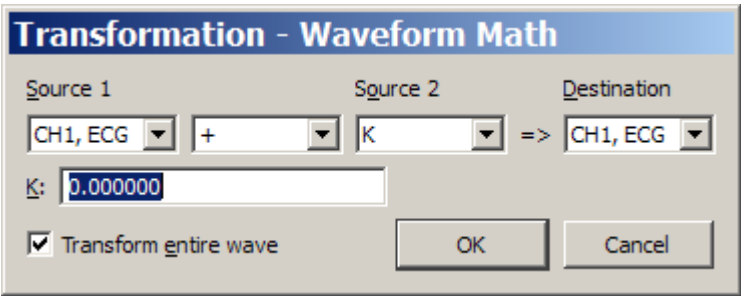 Transformation - Waveform Math
Source 1 Source 2 Destination
CH1, ECG + K => CH1, ECG
K: 0.000000
Transform entire wave OK Cancel